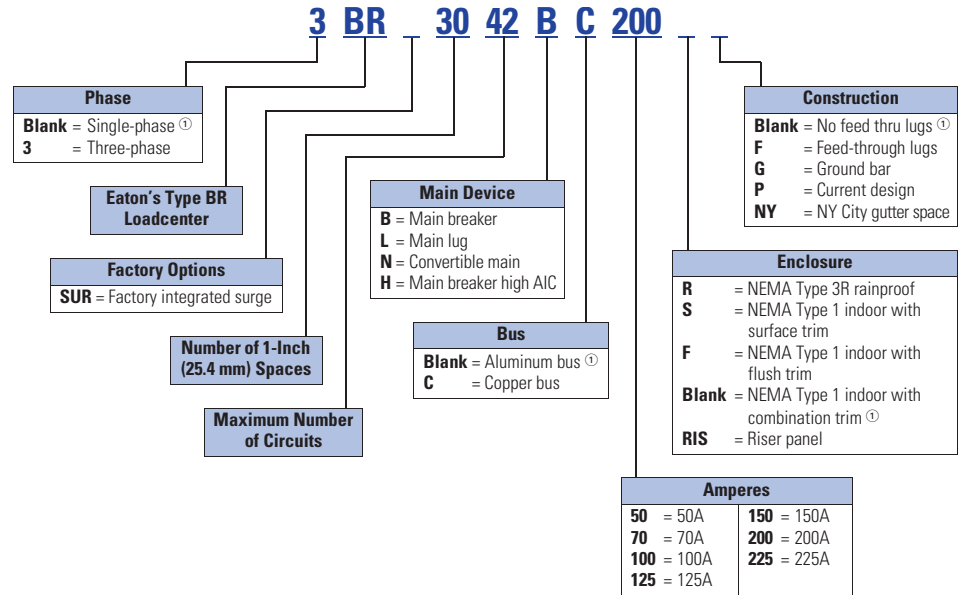 3 BR _ 30 42 B C 200 _ _
Phase
Blank = Single-phase ①
3 = Three-phase
Eaton's Type BR
Loadcenter
Factory Options
SUR = Factory integrated surge
Number of 1-Inch
(25.4 mm) Spaces
Maximum Number
of Circuits
Main Device
B = Main breaker
L = Main lug
N = Convertible main
H = Main breaker high AIC
Bus
Blank = Aluminum bus ①
C = Copper bus
Construction
Blank = No feed thru lugs ①
F = Feed-through lugs
G = Ground bar
P = Current design
NY = NY City gutter space
Enclosure
R = NEMA Type 3R rainproof
S = NEMA Type 1 indoor with
surface trim
F = NEMA Type 1 indoor with
flush trim
Blank = NEMA Type 1 indoor with
combination trim ①
RIS = Riser panel
Amperes
50 = 50A 150 = 150A
70 = 70A 200 = 200A
100 = 100A 225 = 225A
125 = 125A